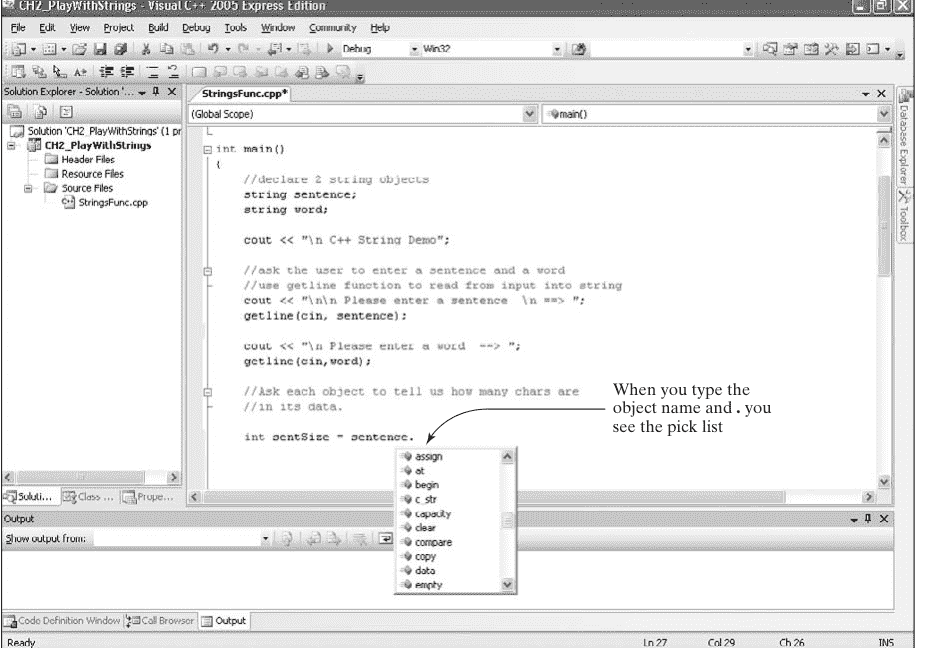 CH2_PlayWithStrings - Visual C++ 2005 Express Edition
File Edit View Project Build Debug Tools Window Community Help
Debug Win32
Solution Explorer - Solution '...
StringsFunc.cpp*
(Global Scope)
main()
Solution 'CH2_PlayWithStrings' (1 pr
CH2_PlayWithStrings
Header Files
Resource Files
Source Files
StringsFunc.cpp
int main()
{
//declare 2 string objects
string sentence;
string word;
cout << "\n C++ String Demo";
//ask the user to enter a sentence and a word
//use getline function to read from input into string
cout << "\n\n Please enter a sentence \n ==> ";
getline(cin, sentence);
cout << "\n Please enter a word ==> ";
getline(cin,word);
//Ask each object to tell us how many chars are
//in its data.
int sentSize = sentence.
When you type the
object name and . you
see the pick list
assign
at
begin
c_str
capacity
clear
compare
copy
data
empty
Database Explorer
Toolbox
Soluti... Class ... Prope...
Output
Show output from:
Code Definition Window Call Browser Output
Ready Ln 27 Col 29 Ch 26 INS